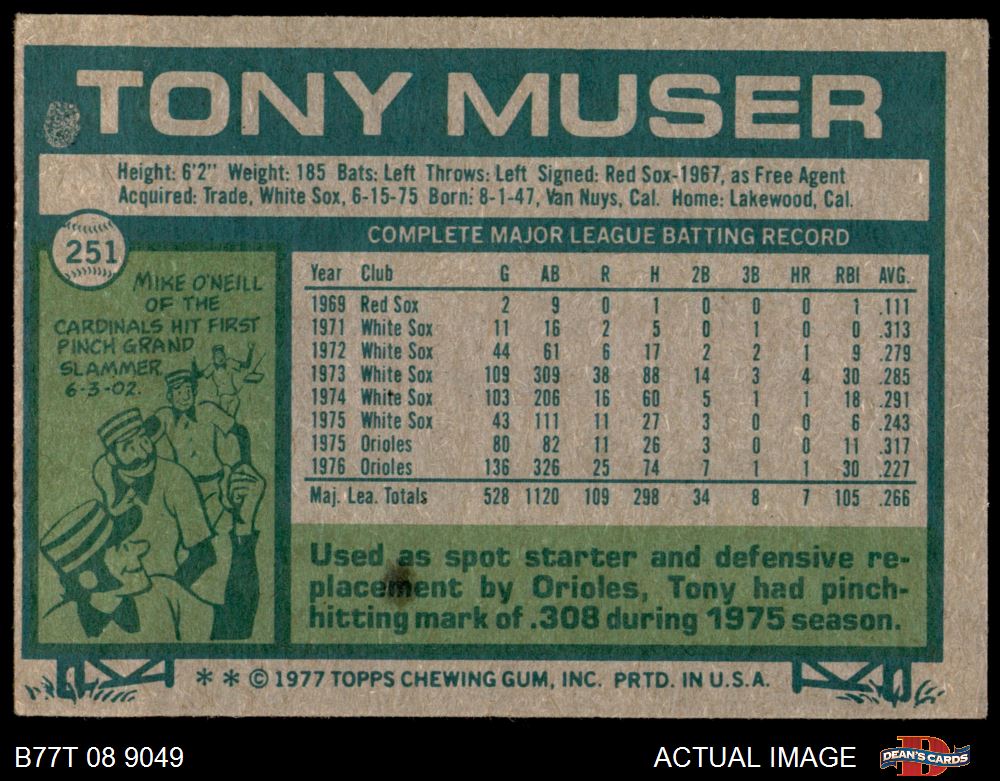 TONY MUSER
Height: 6'2" Weight: 185 Bats: Left Throws: Left Signed: Red Sox-1967, as Free Agent
Acquired: Trade, White Sox, 6-15-75 Born: 8-1-47, Van Nuys, Cal. Home: Lakewood, Cal.
251
MIKE O'NEILL
OF THE
CARDINALS HIT FIRST
PINCH GRAND
SLAMMER
6-3-02.
COMPLETE MAJOR LEAGUE BATTING RECORD
Year Club G AB R H 2B 3B HR RBI AVG.
1969 Red Sox 2 9 0 1 0 0 0 1 .111
1971 White Sox 11 16 2 5 0 1 0 0 .313
1972 White Sox 44 61 6 17 2 2 1 9 .279
1973 White Sox 109 309 38 88 14 3 4 30 .285
1974 White Sox 103 206 16 60 5 1 1 18 .291
1975 White Sox 43 111 11 27 3 0 0 6 .243
1975 Orioles 80 82 11 26 3 0 0 11 .317
1976 Orioles 136 326 25 74 7 1 1 30 .227
Maj. Lea. Totals 528 1120 109 298 34 8 7 105 .266
Used as spot starter and defensive re-
placement by Orioles, Tony had pinch-
hitting mark of .308 during 1975 season.
* * © 1977 TOPPS CHEWING GUM, INC. PRTD. IN U.S.A.
B77T 08 9049
ACTUAL IMAGE
DEAN'S CARDS